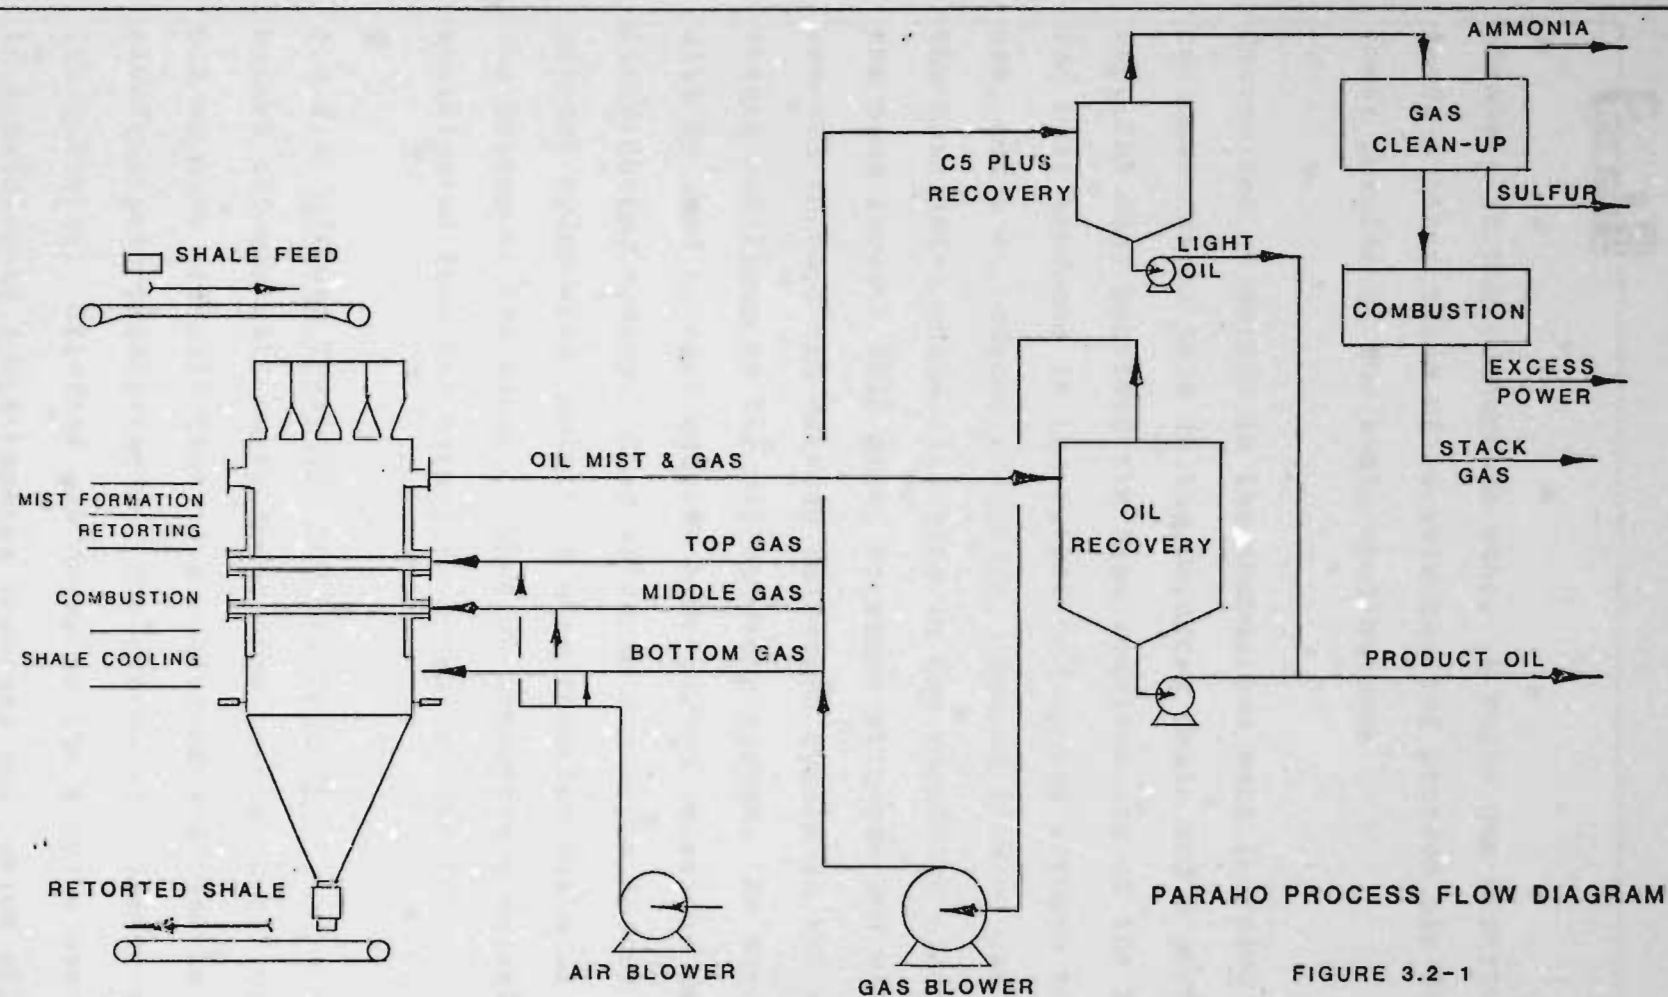 AMMONIA
GAS
CLEAN-UP
C5 PLUS
RECOVERY
SULFUR
LIGHT
OIL
SHALE FEED
COMBUSTION
EXCESS
POWER
OIL MIST & GAS
STACK
GAS
MIST FORMATION
RETORTING
OIL
RECOVERY
TOP GAS
COMBUSTION
MIDDLE GAS
SHALE COOLING
BOTTOM GAS
PRODUCT OIL
RETORTED SHALE
PARAHO PROCESS FLOW DIAGRAM
AIR BLOWER
GAS BLOWER
FIGURE 3.2-1